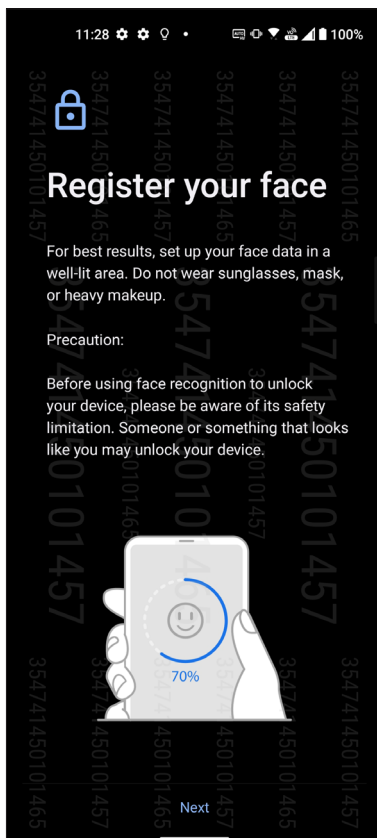 11:28
100%
Register your face
For best results, set up your face data in a
well-lit area. Do not wear sunglasses, mask,
or heavy makeup.
Precaution:
Before using face recognition to unlock
your device, please be aware of its safety
limitation. Someone or something that looks
like you may unlock your device.
70%
Next
354741450101457
354741450101465